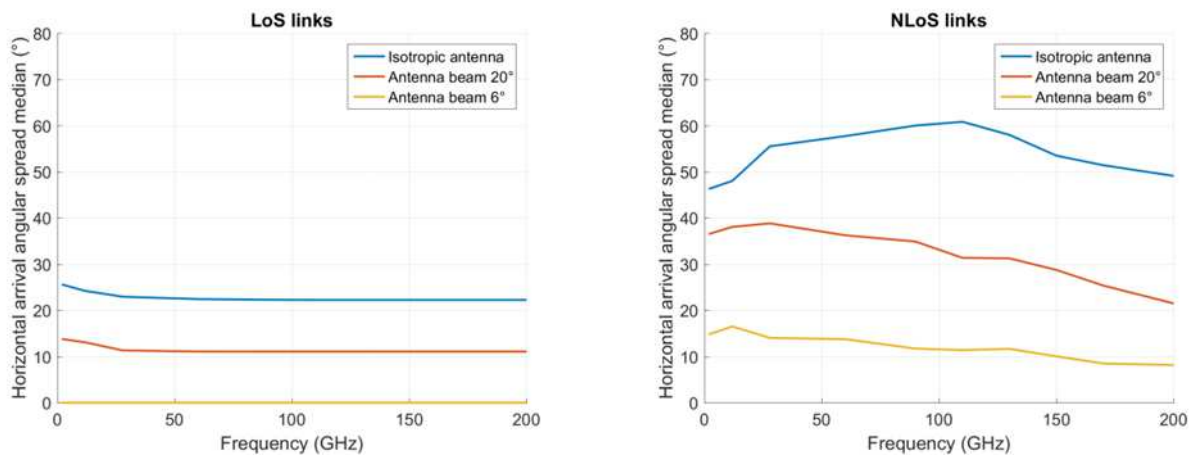 LoS links
Horizontal arrival angular spread median (°)
80
70
60
50
40
30
20
10
0
Isotropic antenna
Antenna beam 20°
Antenna beam 6°
0 50 100 150 200
Frequency (GHz)
NLoS links
Horizontal arrival angular spread median (°)
80
70
60
50
40
30
20
10
0
Isotropic antenna
Antenna beam 20°
Antenna beam 6°
0 50 100 150 200
Frequency (GHz)